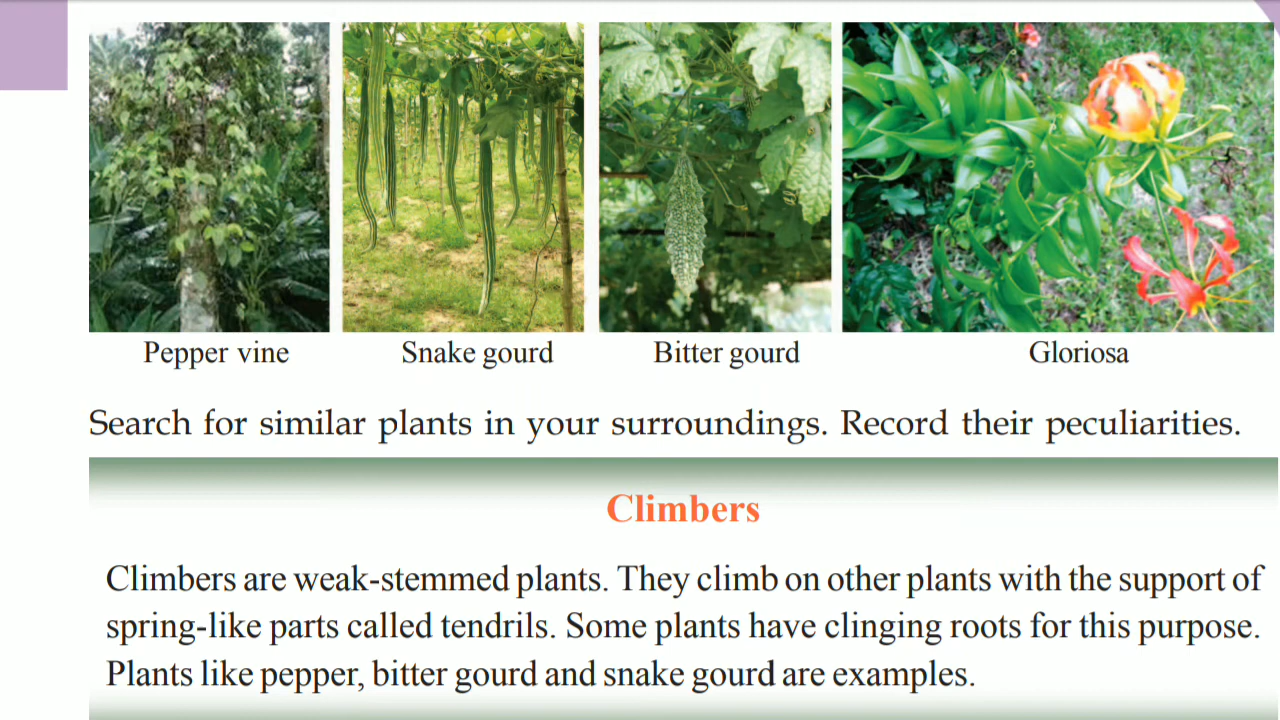 Pepper vine
Snake gourd
Bitter gourd
Gloriosa
Search for similar plants in your surroundings. Record their peculiarities.
Climbers
Climbers are weak-stemmed plants. They climb on other plants with the support of
spring-like parts called tendrils. Some plants have clinging roots for this purpose.
Plants like pepper, bitter gourd and snake gourd are examples.